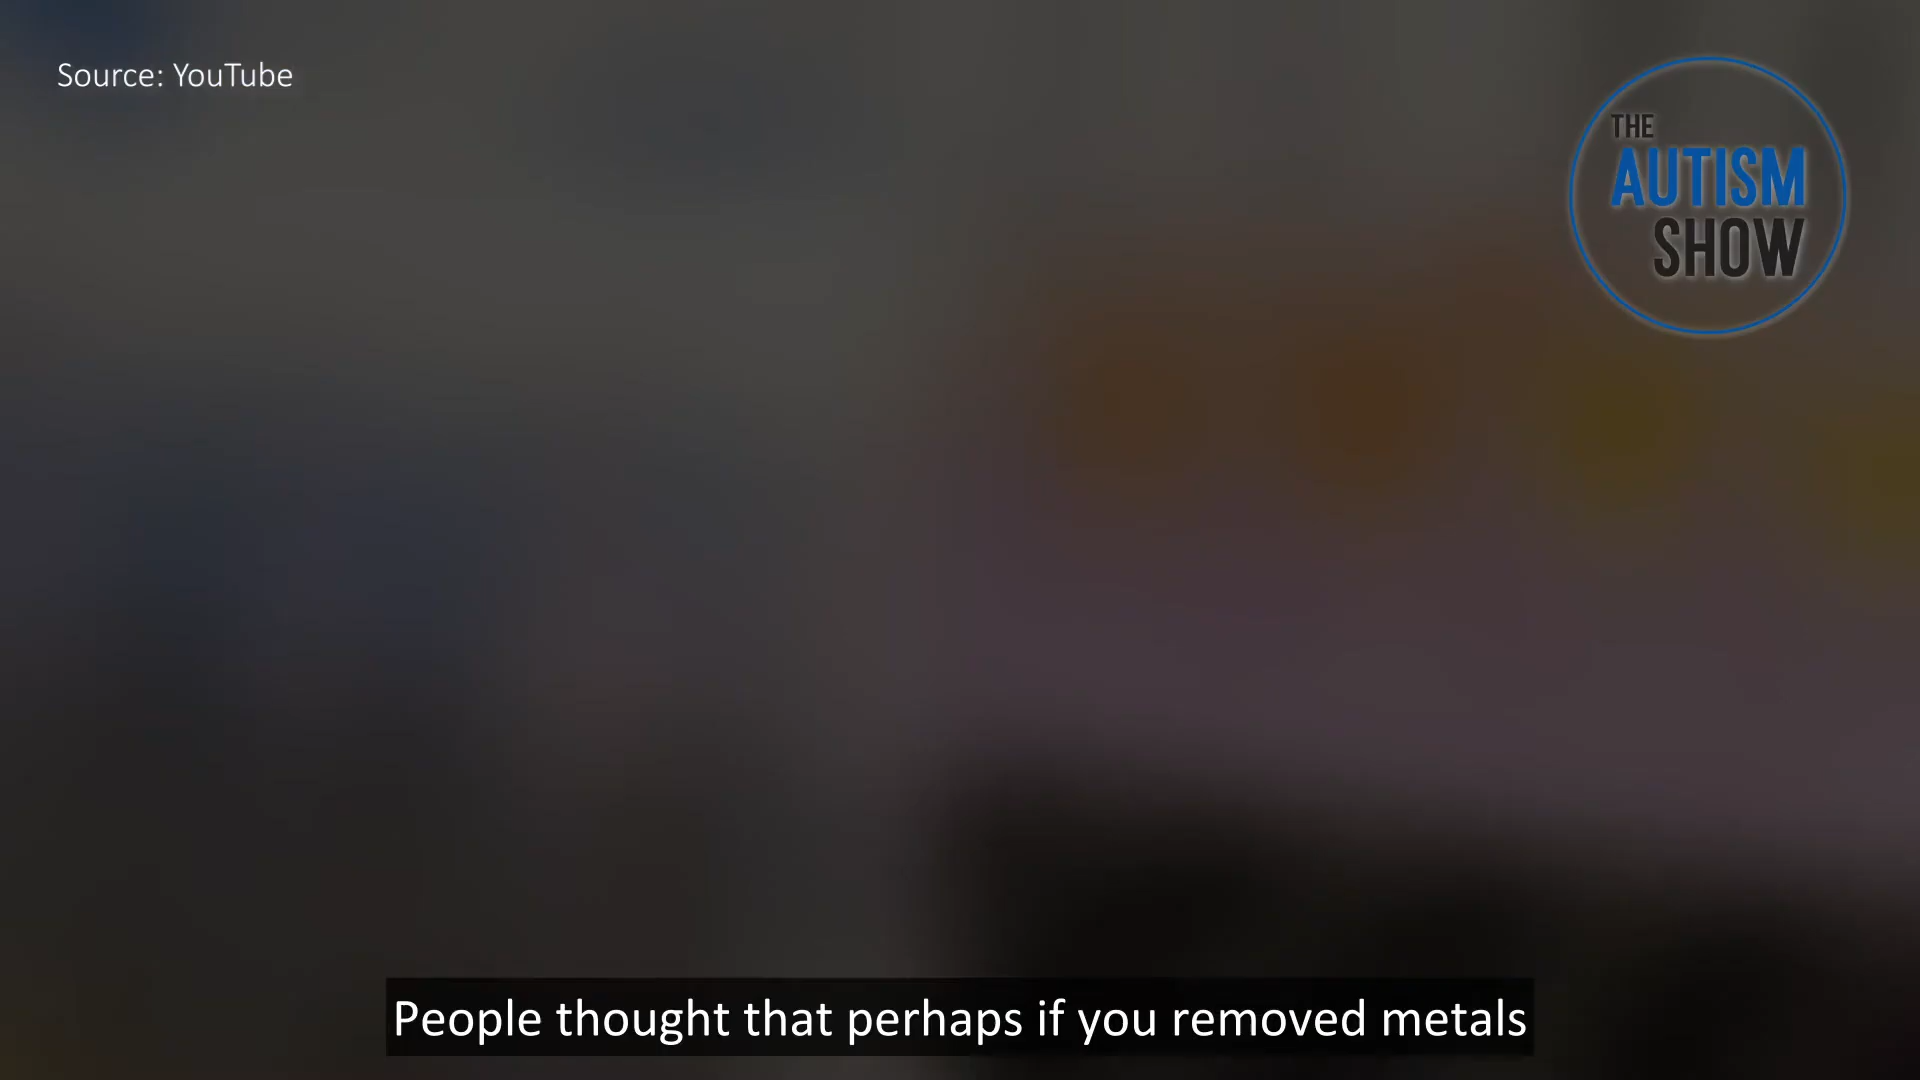 Source: YouTube
THE
AUTISM
SHOW
People thought that perhaps if you removed metals